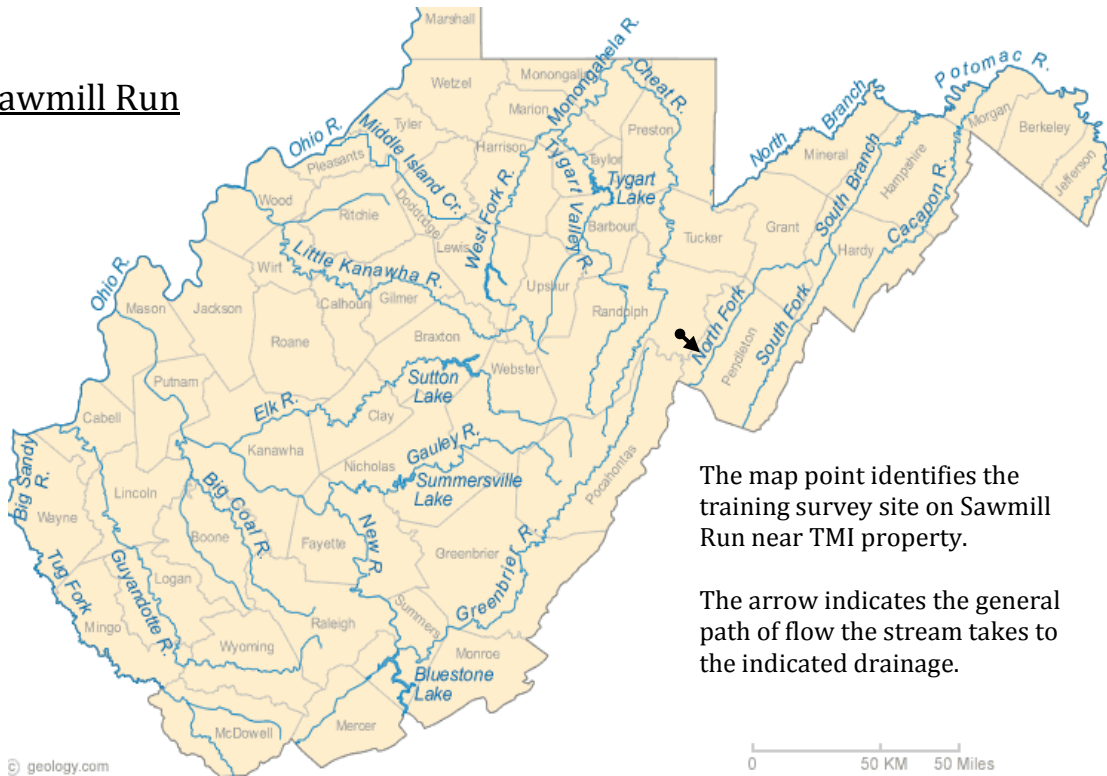 Marshall
awmill Run
Wetzel
Monongalia
Monongahela R.
Cheat R.
Potomac R.
Marion
Preston
Morgan
Berkeley
Jefferson
Ohio R.
Middle Island Cr.
Tyler
Pleasants
Harrison
Taylor
Tygart
Lake
North Branch
Mineral
South Branch
Hampshire
Cacapon R.
Wood
Ritchie
Doddridge
West Fork R.
Tygart Valley R.
Barbour
Tucker
Grant
Hardy
Lewis
Wirt
Little Kanawha R.
Calhoun
Gilmer
Upshur
Randolph
North Fork
South Fork
Pendleton
Ohio R.
Mason
Jackson
Roane
Braxton
Webster
Putnam
Sutton
Lake
Clay
Elk R.
Cabell
Kanawha
Nicholas
Gauley R.
Summersville
Lake
Pocahontas
Big Sandy
R.
Wayne
Lincoln
Big Coal R.
Boone
Fayette
New R.
Greenbrier
Greenbrier R.
Tug Fork
Mingo
Guyandotte R.
Logan
Wyoming
Raleigh
Summers
Monroe
Bluestone
Lake
McDowell
Mercer
The map point identifies the
training survey site on Sawmill
Run near TMI property.
The arrow indicates the general
path of flow the stream takes to
the indicated drainage.
© geology.com
0 50 KM 50 Miles